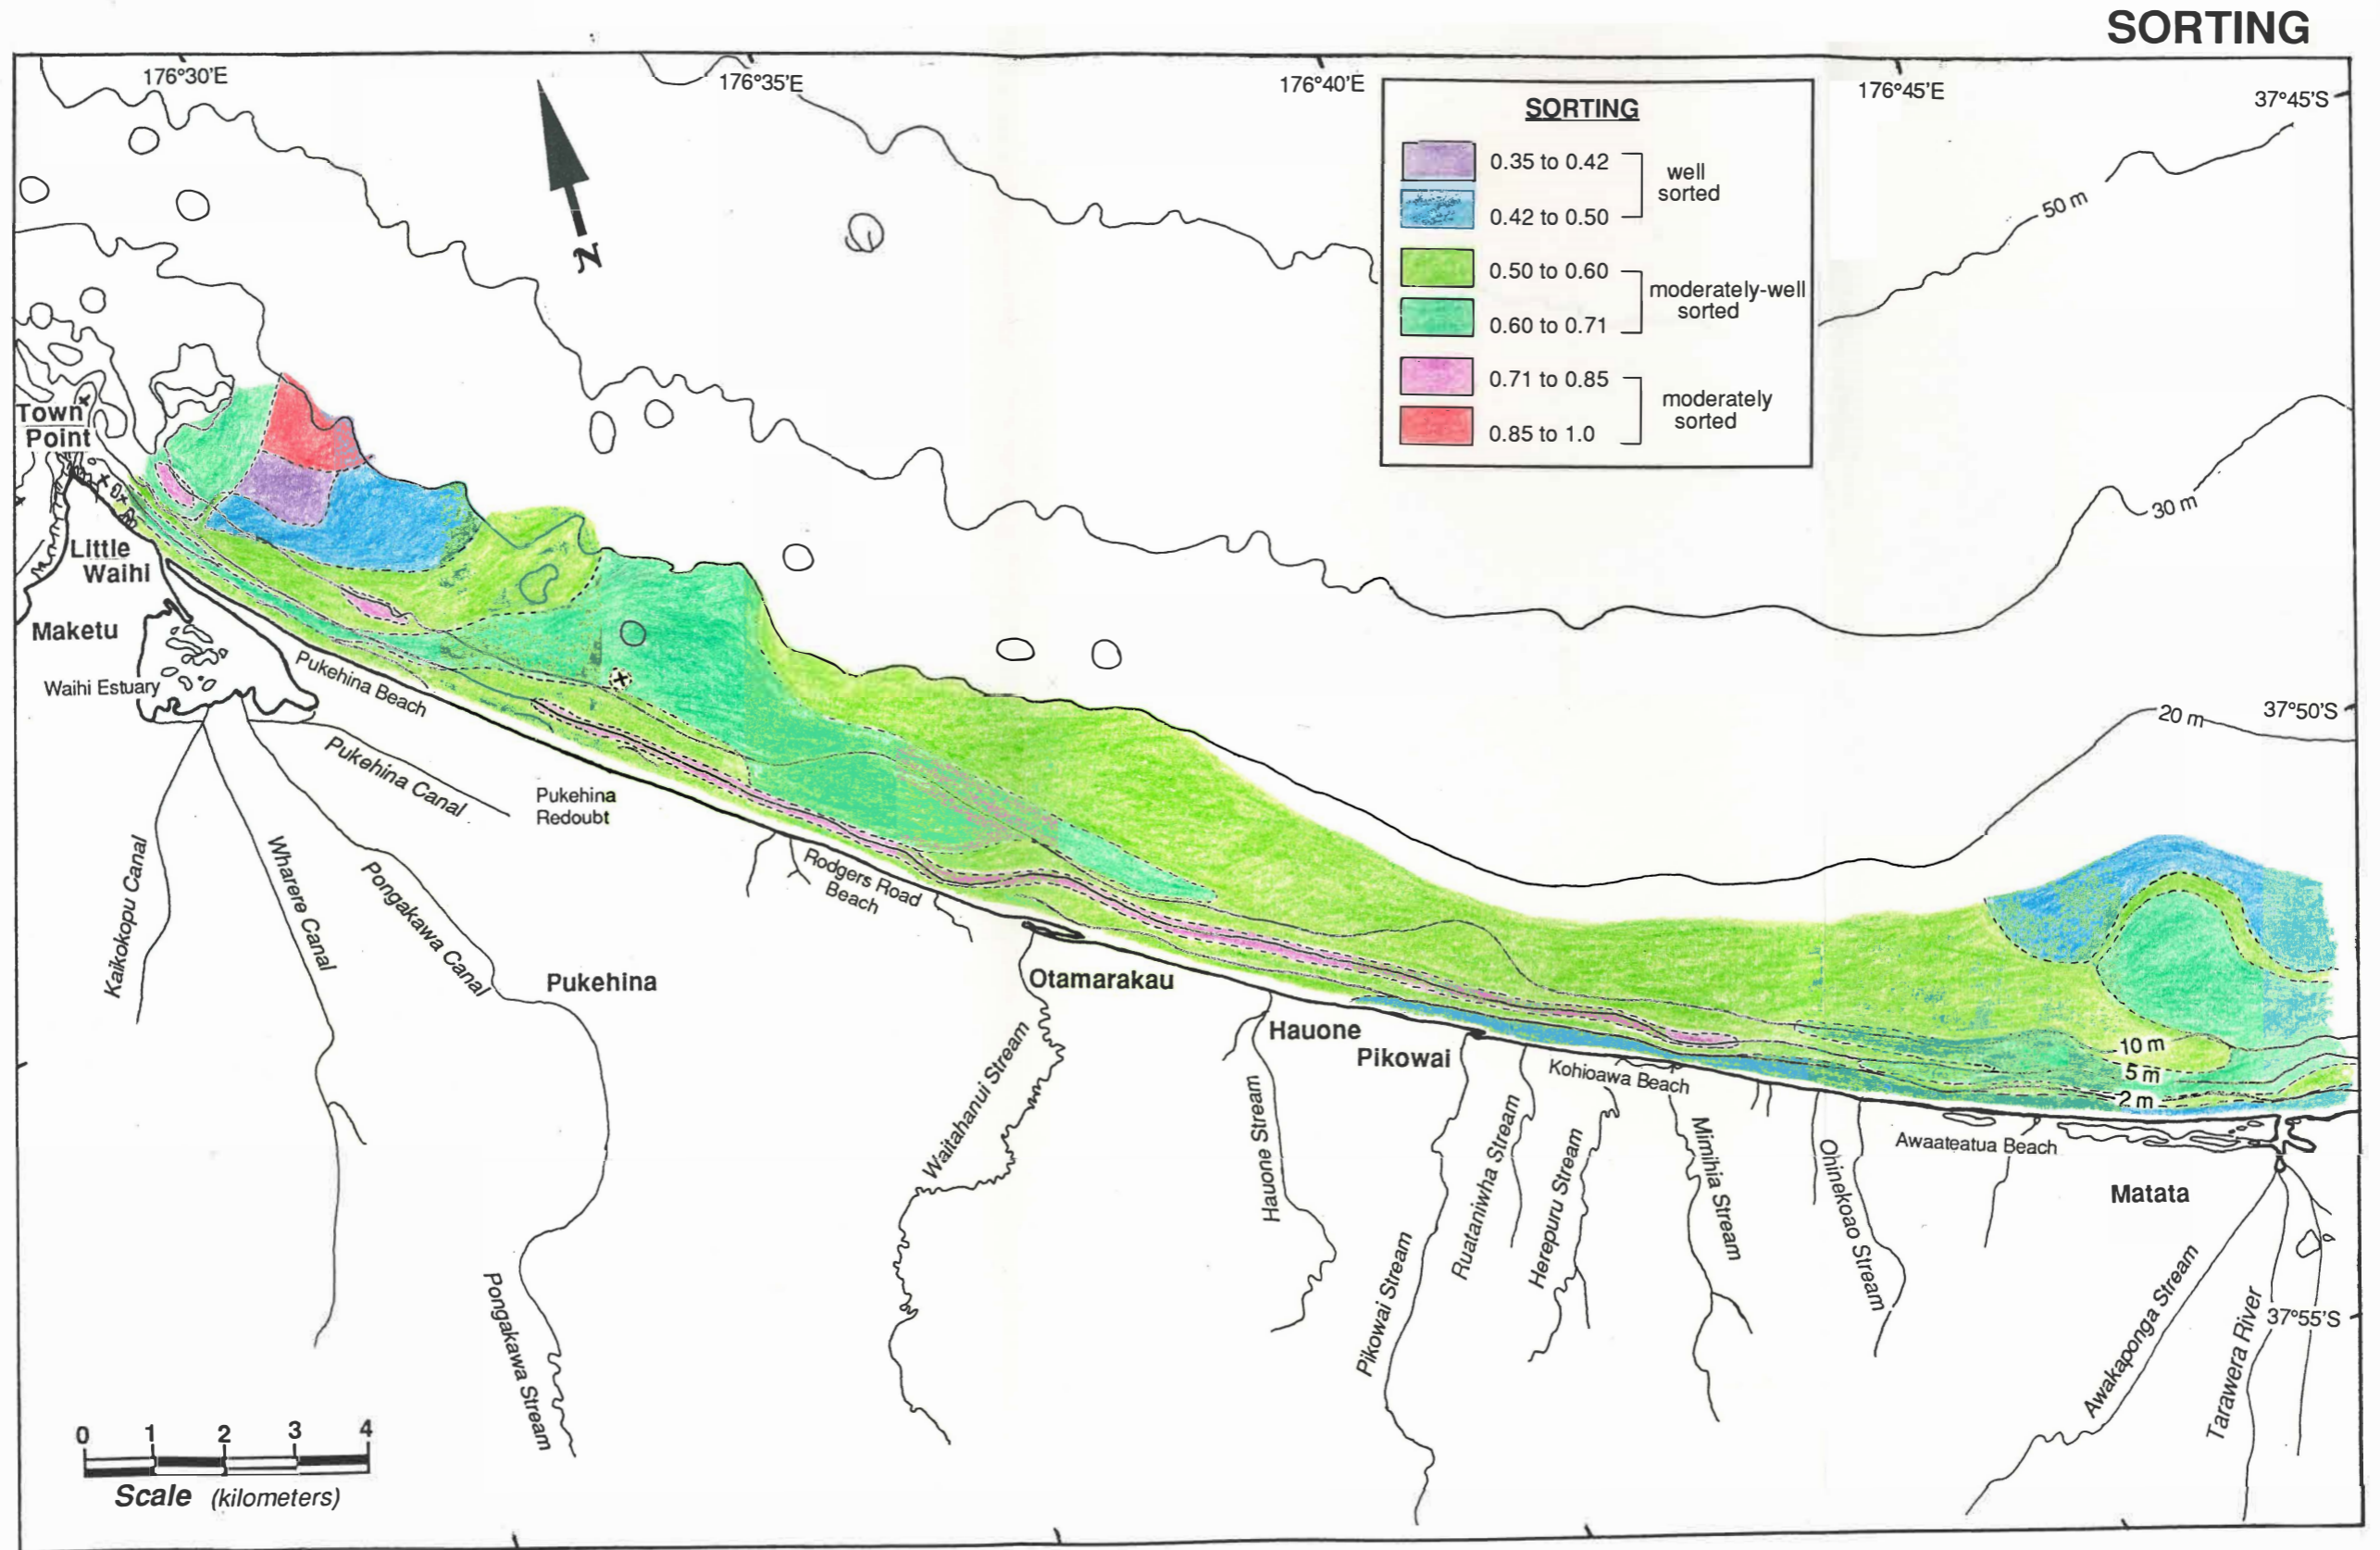 SORTING
176°30'E
176°35'E
176°40'E
176°45'E
37°45'S
SORTING
0.35 to 0.42
well
sorted
0.42 to 0.50
0.50 to 0.60
moderately-well
sorted
0.60 to 0.71
0.71 to 0.85
moderately
sorted
0.85 to 1.0
N
50 m
30 m
20 m
37°50'S
Town
Point
Little
Waihi
Maketu
Waihi Estuary
Pukehina Beach
Pukehina Canal
Pukehina
Redoubt
Kaikokopu Canal
Wharere Canal
Pongakawa Canal
Rodgers Road
Beach
Pukehina
Otamarakau
Hauone
Pikowai
Kohioawa Beach
10 m
5 m
2 m
Awaateatua Beach
Matata
Waitahanui Stream
Hauone Stream
Pikowai Stream
Ruataniwha Stream
Herepuru Stream
Mimihia Stream
Ohinekoao Stream
Awakaponga Stream
Tarawera River
37°55'S
Pongakawa Stream
0 1 2 3 4
Scale (kilometers)